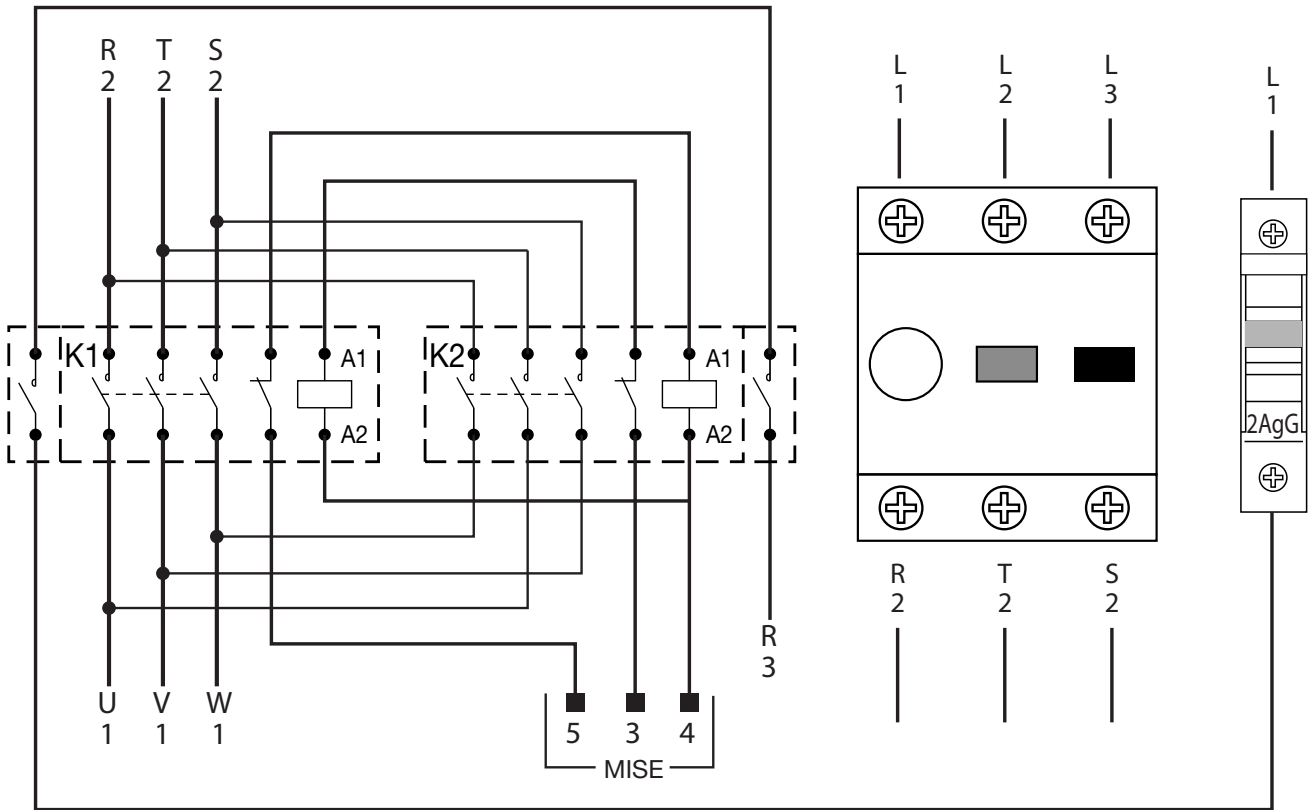 R T S
2 2 2
L L L L
1 2 3 1
K1 A1 K2 A1
A2 A2
2AgG
R T S
2 2 2
R
3
U V W
1 1 1
5 3 4
MISE